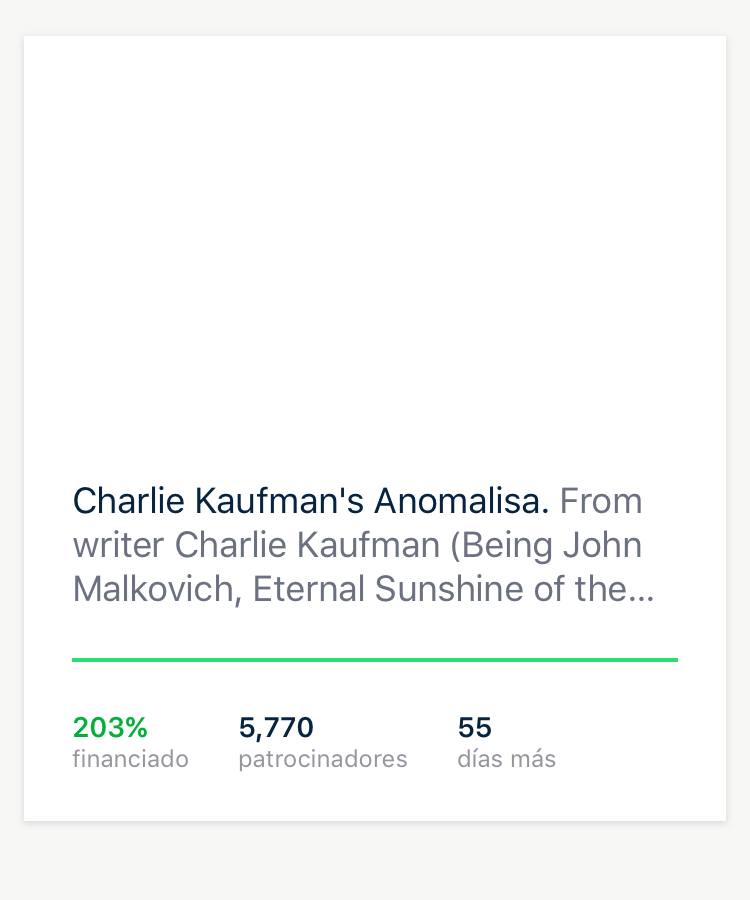 Charlie Kaufman's Anomalisa. From
writer Charlie Kaufman (Being John
Malkovich, Eternal Sunshine of the...
203% 5,770 55
financiado patrocinadores días más